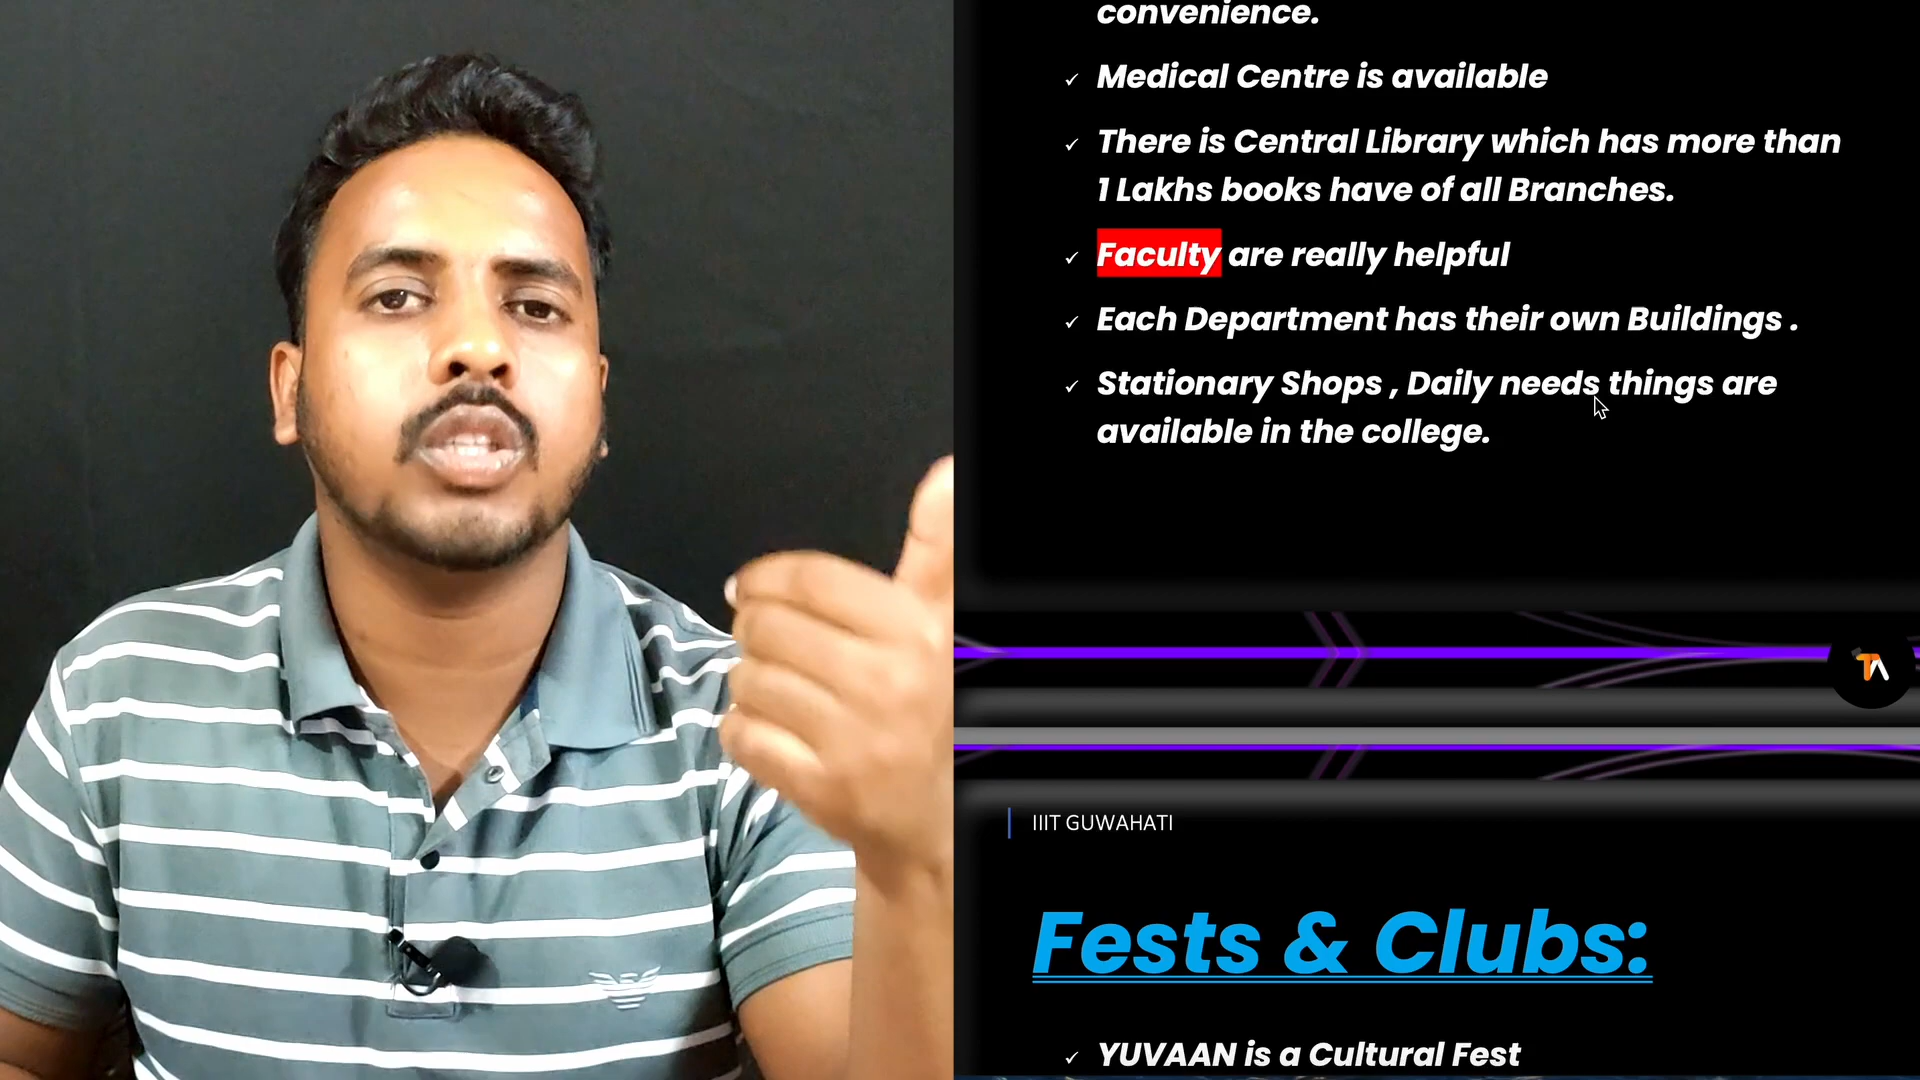 convenience.
✓ Medical Centre is available
✓ There is Central Library which has more than
1 Lakhs books have of all Branches.
✓ Faculty are really helpful
✓ Each Department has their own Buildings .
✓ Stationary Shops , Daily needs things are
available in the college.
TA
IIIT GUWAHATI
Fests & Clubs:
✓ YUVAAN is a Cultural Fest